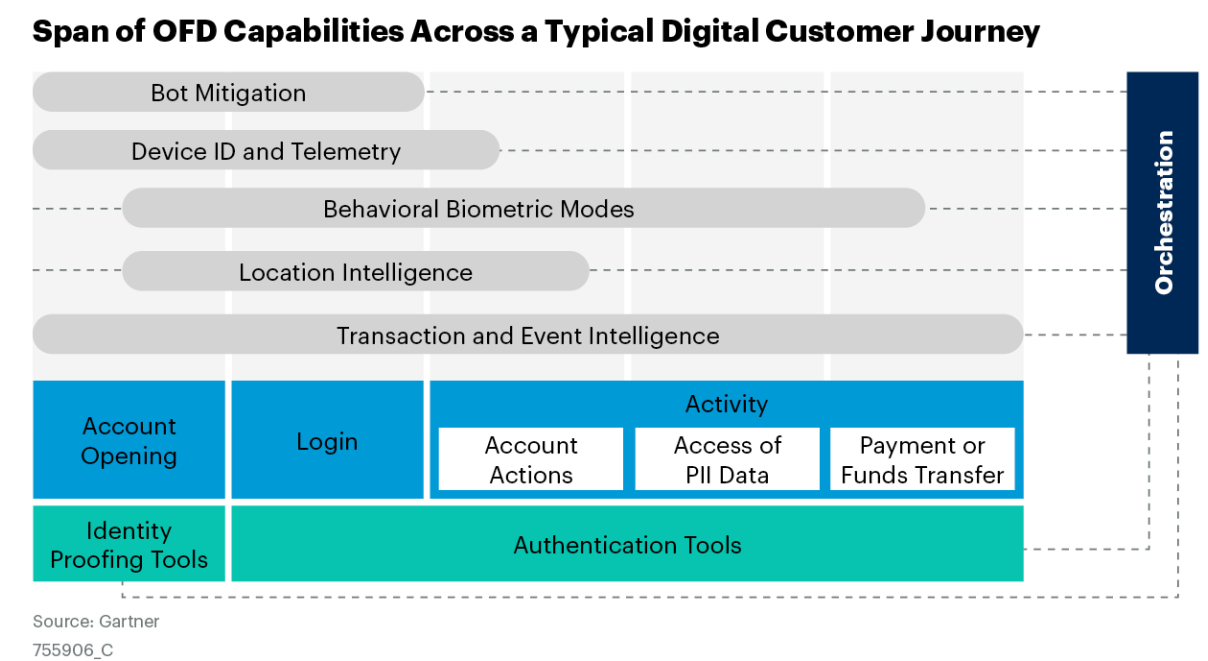 Span of OFD Capabilities Across a Typical Digital Customer Journey
Bot Mitigation
Device ID and Telemetry
Behavioral Biometric Modes
Location Intelligence
Transaction and Event Intelligence
Orchestration
Account
Opening
Login
Activity
Account
Actions
Access of
PII Data
Payment or
Funds Transfer
Identity
Proofing Tools
Authentication Tools
Source: Gartner
755906_C